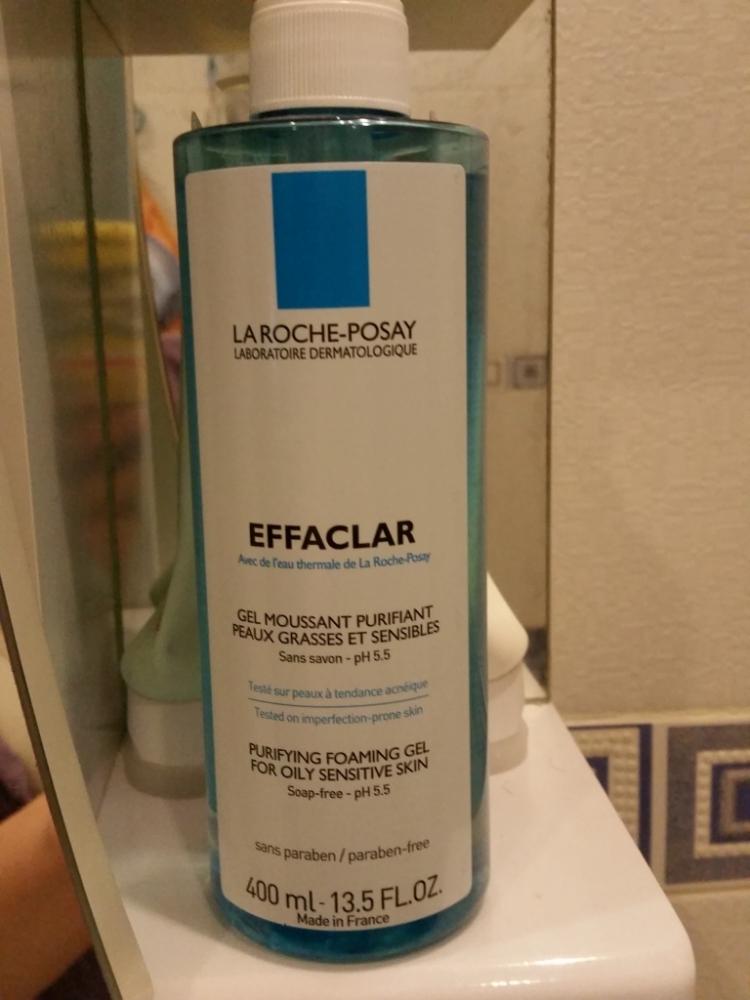 LA ROCHE-POSAY
LABORATOIRE DERMATOLOGIQUE
EFFACLAR
Avec de l'eau thermale de La Roche-Posay
GEL MOUSSANT PURIFIANT
PEAUX GRASSES ET SENSIBLES
Sans savon - pH 5.5
Testé sur peaux à tendance acnéique
Tested on imperfection-prone skin
PURIFYING FOAMING GEL
FOR OILY SENSITIVE SKIN
Soap-free - pH 5.5
sans paraben / paraben-free
400 ml - 13.5 FL.OZ.
Made in France